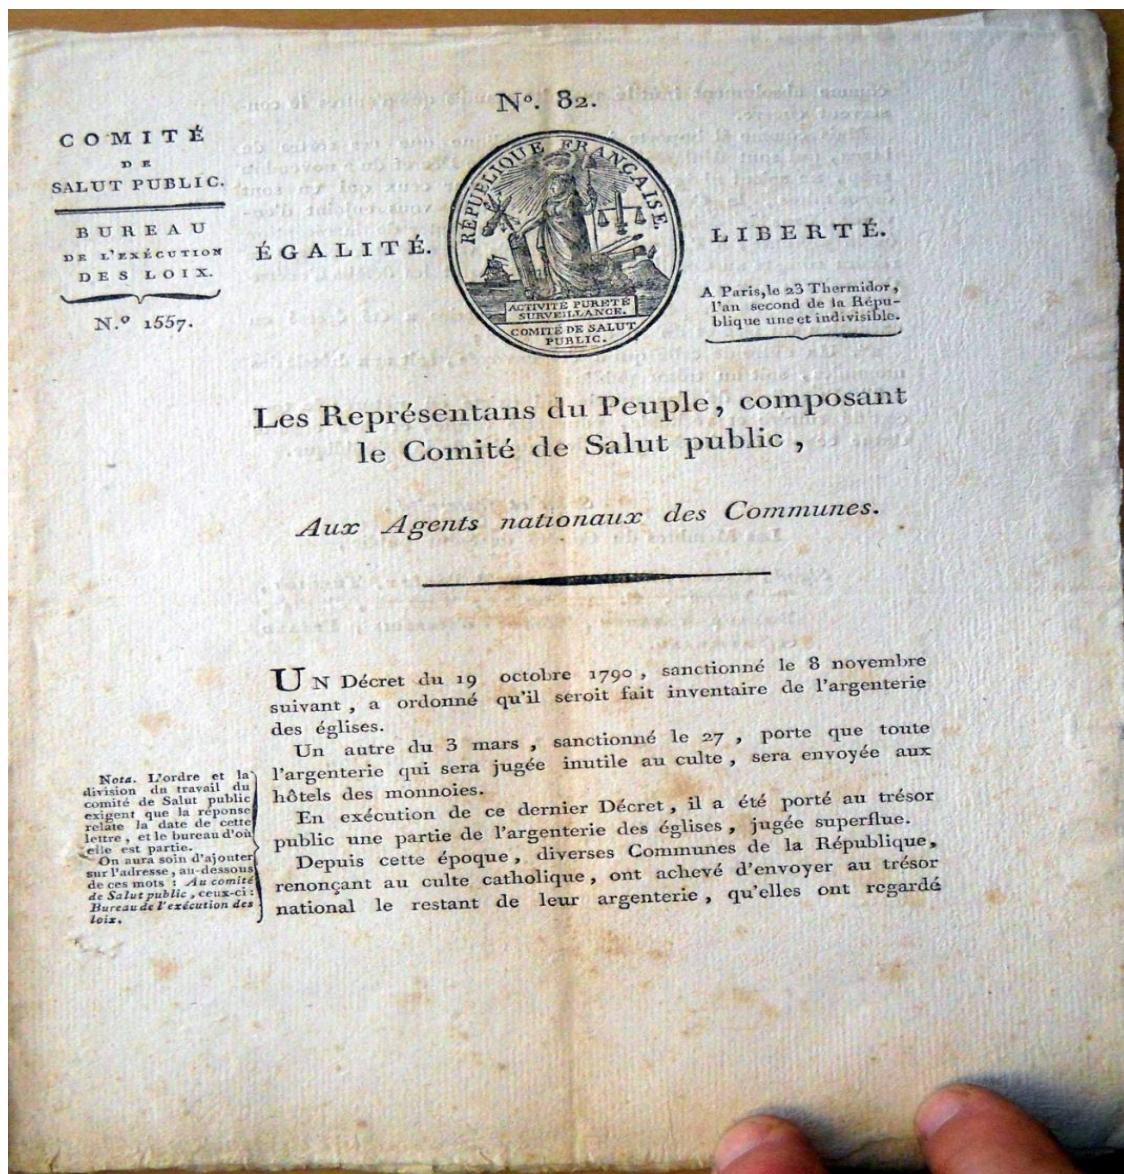 N.º 82.
COMITÉ
DE
SALUT PUBLIC.
BUREAU
DE L'EXÉCUTION
DES LOIX.
N.º 1557.
ÉGALITÉ.
RÉPUBLIQUE FRANÇAISE.
ACTIVITÉ PURETÉ
SURVEILLANCE.
COMITÉ DE SALUT
PUBLIC.
LIBERTÉ.
A Paris, le 23 Thermidor,
l'an second de la Répu-
blique une et indivisible.
Les Représentans du Peuple, composant
le Comité de Salut public,
Aux Agents nationaux des Communes.
UN Décret du 19 octobre 1790, sanctionné le 8 novembre
suivant, a ordonné qu'il seroit fait inventaire de l'argenterie
des églises.
Un autre du 3 mars, sanctionné le 27, porte que toute
l'argenterie qui sera jugée inutile au culte, sera envoyée aux
hôtels des monnoies.
En exécution de ce dernier Décret, il a été porté au trésor
public une partie de l'argenterie des églises, jugée superflue.
Depuis cette époque, diverses Communes de la République,
renonçant au culte catholique, ont achevé d'envoyer au trésor
national le restant de leur argenterie, qu'elles ont regardé
Nota. L'ordre et la
division du travail du
comité de Salut public
exigent que la réponse
relate la date de cette
lettre, et le bureau d'où
elle est partie.
On aura soin d'ajouter
sur l'adresse, au-dessous
de ces mots : Au comité
de Salut public, ceux-ci :
Bureau de l'exécution des
loix.